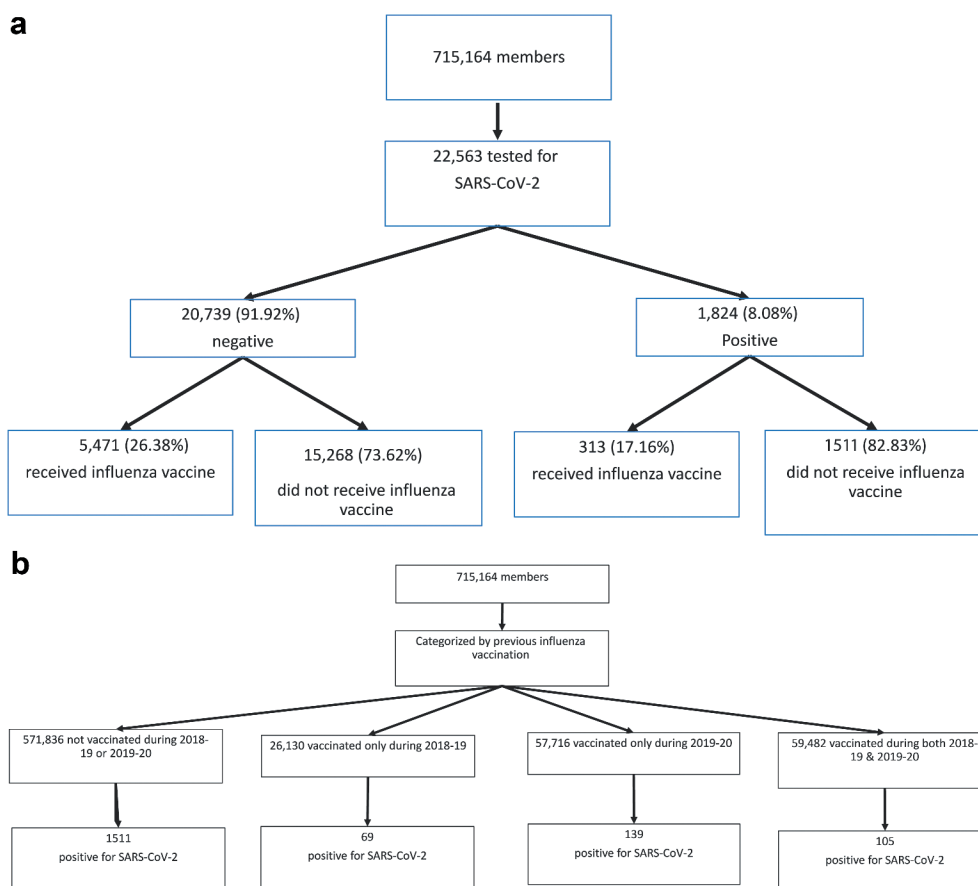 a
715,164 members
22,563 tested for
SARS-CoV-2
20,739 (91.92%)
negative
1,824 (8.08%)
Positive
5,471 (26.38%)
received influenza vaccine
15,268 (73.62%)
did not receive influenza
vaccine
313 (17.16%)
received influenza vaccine
1511 (82.83%)
did not receive influenza
vaccine
b
715,164 members
Categorized by previous influenza
vaccination
571,836 not vaccinated during 2018-
19 or 2019-20
26,130 vaccinated only during 2018-19
57,716 vaccinated only during 2019-20
59,482 vaccinated during both 2018-
19 & 2019-20
1511
positive for SARS-CoV-2
69
positive for SARS-CoV-2
139
positive for SARS-CoV-2
105
positive for SARS-CoV-2